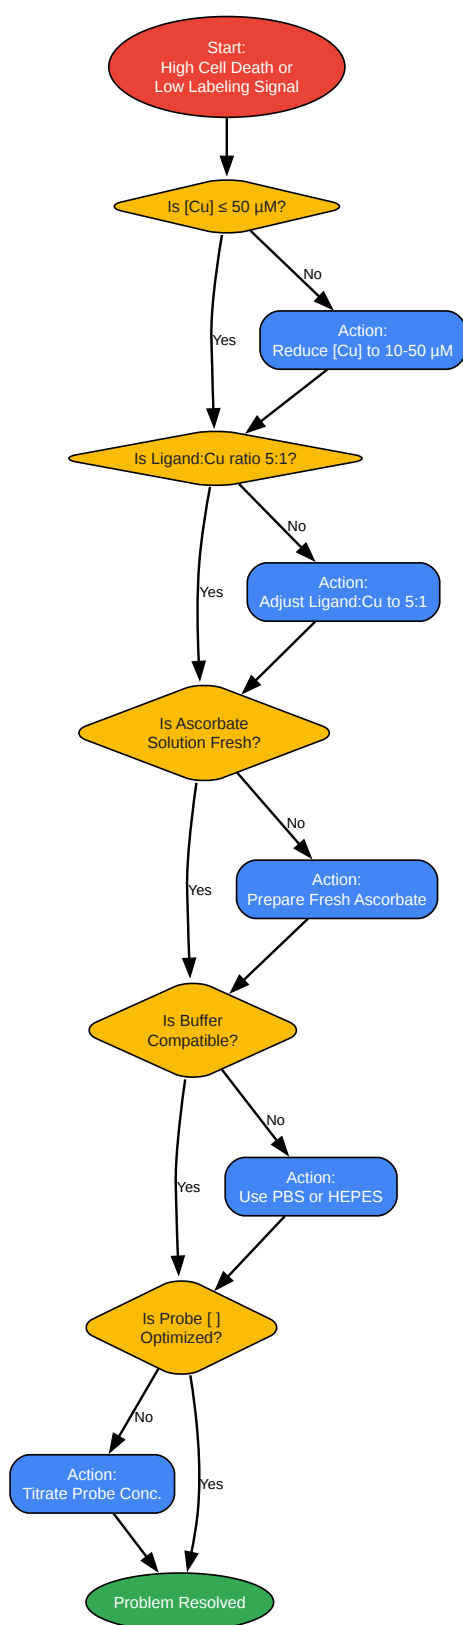 Start:
High Cell Death or
Low Labeling Signal
Is [Cu] ≤ 50 µM?
No
Action:
Reduce [Cu] to 10-50 µM
Yes
Is Ligand:Cu ratio 5:1?
No
Action:
Adjust Ligand:Cu to 5:1
Yes
Is Ascorbate
Solution Fresh?
No
Action:
Prepare Fresh Ascorbate
Yes
Is Buffer
Compatible?
No
Action:
Use PBS or HEPES
Yes
Is Probe [ ]
Optimized?
No
Action:
Titrate Probe Conc.
Yes
Problem Resolved